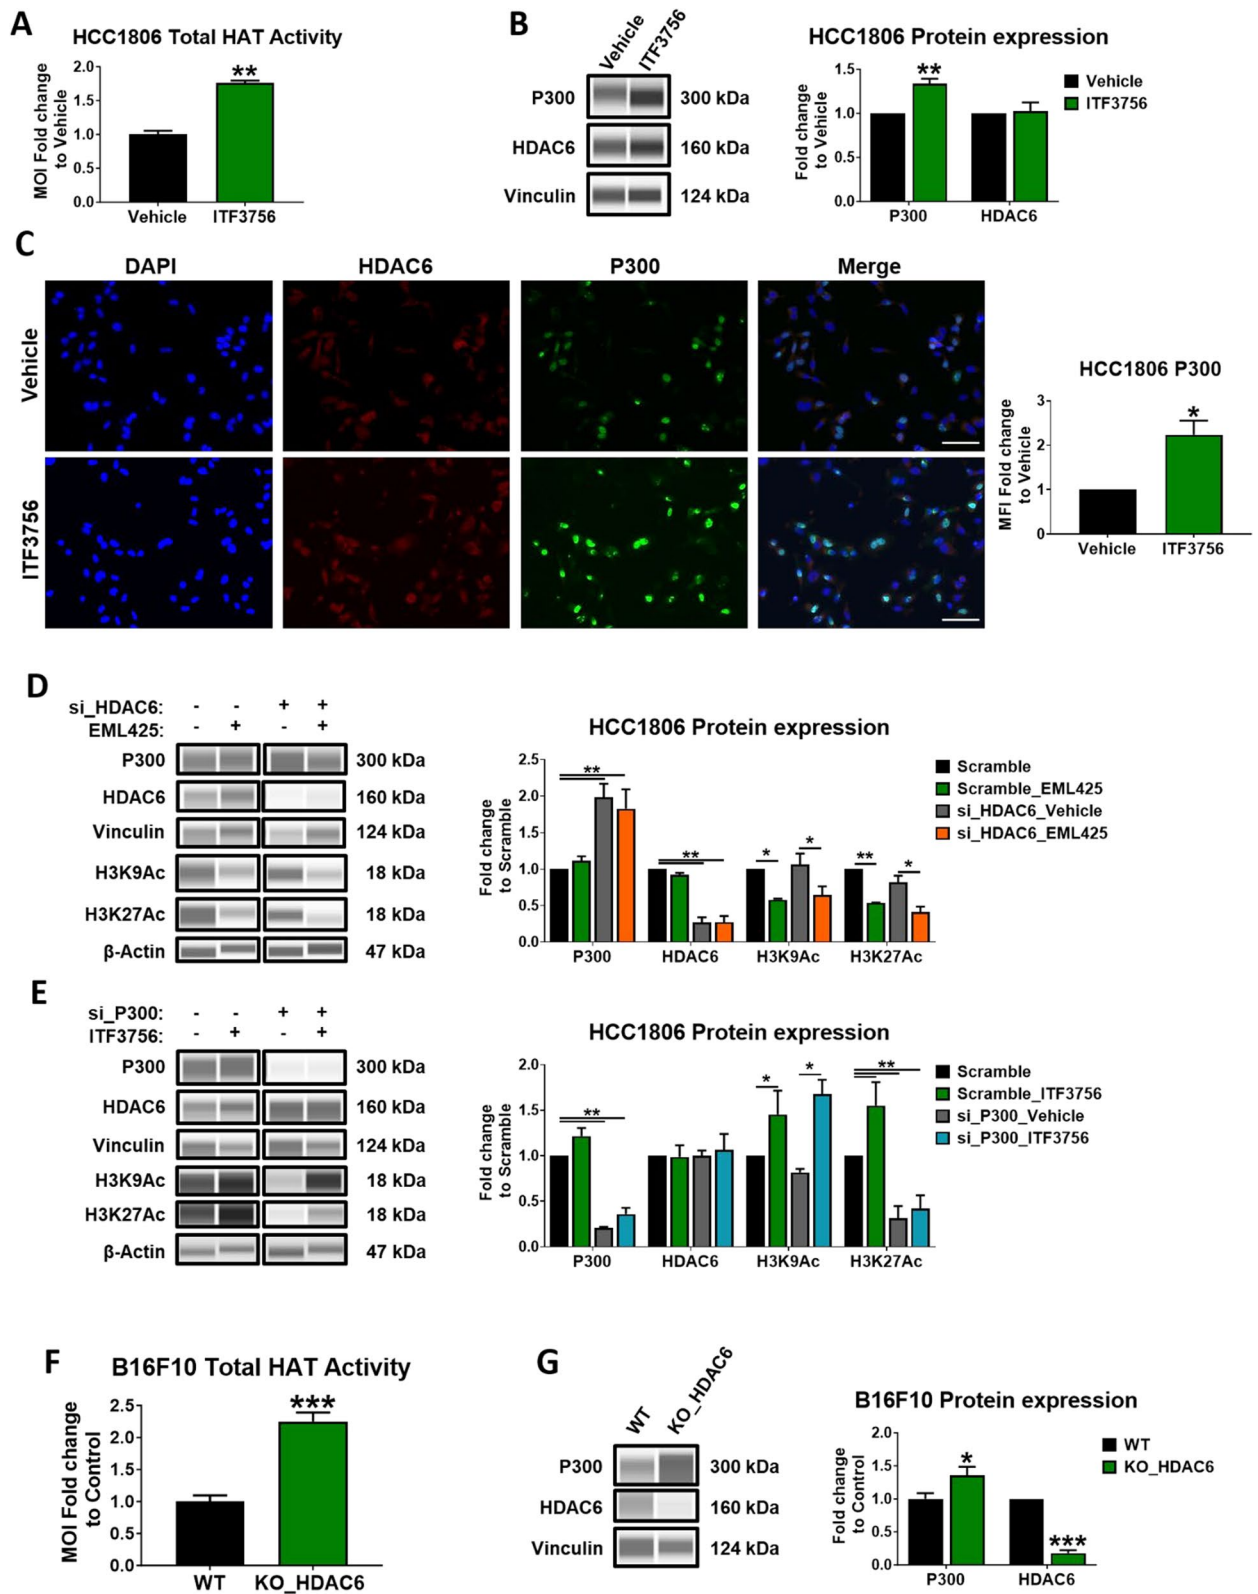 A
HCC1806 Total HAT Activity
MOI Fold change
to Vehicle
2.0
1.5
1.0
0.5
0.0
**
Vehicle
ITF3756
B
Vehicle
ITF3756
P300
300 kDa
HDAC6
160 kDa
Vinculin
124 kDa
HCC1806 Protein expression
Fold change
to Vehicle
1.5
1.0
0.5
0.0
**
P300
HDAC6
Vehicle
ITF3756
C
DAPI
HDAC6
P300
Merge
Vehicle
ITF3756
HCC1806 P300
MFI Fold change
to Vehicle
3
2
1
0
*
Vehicle
ITF3756
D
si_HDAC6: - - + +
EML425: - + - +
P300
300 kDa
HDAC6
160 kDa
Vinculin
124 kDa
H3K9Ac
18 kDa
H3K27Ac
18 kDa
β-Actin
47 kDa
HCC1806 Protein expression
Fold change
to Scramble
2.5
2.0
1.5
1.0
0.5
0.0
**
**
*
*
**
*
P300
HDAC6
H3K9Ac
H3K27Ac
Scramble
Scramble_EML425
si_HDAC6_Vehicle
si_HDAC6_EML425
E
si_P300: - - + +
ITF3756: - + - +
P300
300 kDa
HDAC6
160 kDa
Vinculin
124 kDa
H3K9Ac
18 kDa
H3K27Ac
18 kDa
β-Actin
47 kDa
HCC1806 Protein expression
Fold change
to Scramble
2.0
1.5
1.0
0.5
0.0
**
*
*
**
P300
HDAC6
H3K9Ac
H3K27Ac
Scramble
Scramble_ITF3756
si_P300_Vehicle
si_P300_ITF3756
F
B16F10 Total HAT Activity
MOI Fold change
to Control
2.5
2.0
1.5
1.0
0.5
0.0
***
WT
KO_HDAC6
G
WT
KO_HDAC6
P300
300 kDa
HDAC6
160 kDa
Vinculin
124 kDa
B16F10 Protein expression
Fold change
to Control
2.0
1.5
1.0
0.5
0.0
*
***
P300
HDAC6
WT
KO_HDAC6